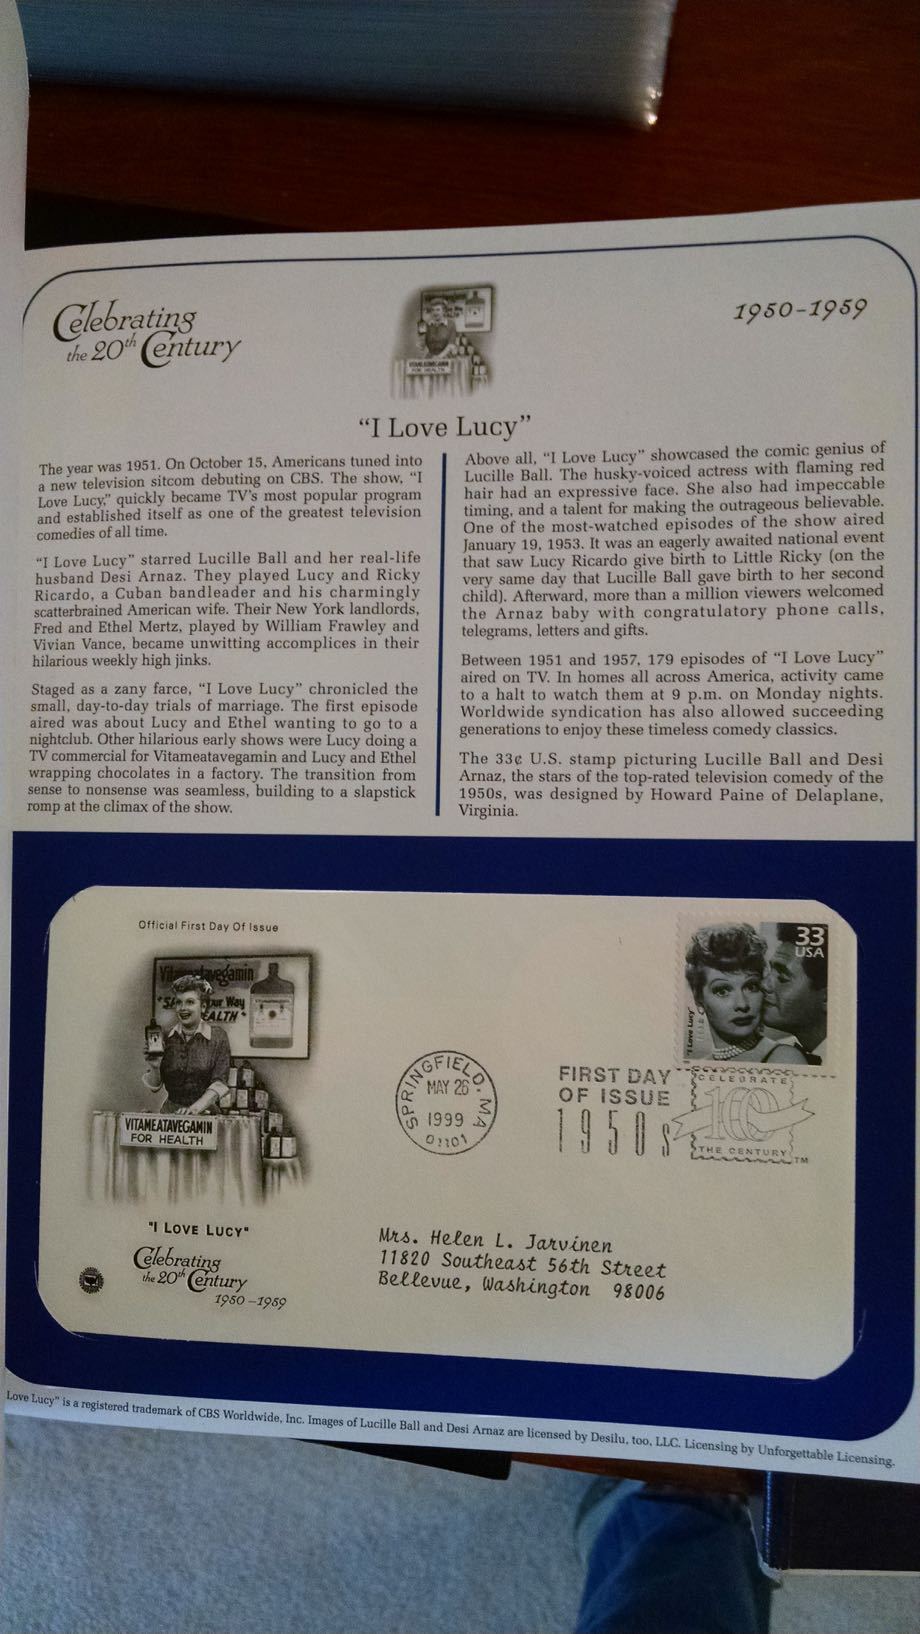 Celebrating
the 20th Century
1950-1959
VITAMEATAVEGAMIN
FOR HEALTH
"I Love Lucy"
The year was 1951. On October 15, Americans tuned into
a new television sitcom debuting on CBS. The show, "I
Love Lucy," quickly became TV's most popular program
and established itself as one of the greatest television
comedies of all time.
"I Love Lucy" starred Lucille Ball and her real-life
husband Desi Arnaz. They played Lucy and Ricky
Ricardo, a Cuban bandleader and his charmingly
scatterbrained American wife. Their New York landlords,
Fred and Ethel Mertz, played by William Frawley and
Vivian Vance, became unwitting accomplices in their
hilarious weekly high jinks.
Staged as a zany farce, "I Love Lucy" chronicled the
small, day-to-day trials of marriage. The first episode
aired was about Lucy and Ethel wanting to go to a
nightclub. Other hilarious early shows were Lucy doing a
TV commercial for Vitameatavegamin and Lucy and Ethel
wrapping chocolates in a factory. The transition from
sense to nonsense was seamless, building to a slapstick
romp at the climax of the show.
Above all, "I Love Lucy" showcased the comic genius of
Lucille Ball. The husky-voiced actress with flaming red
hair had an expressive face. She also had impeccable
timing, and a talent for making the outrageous believable.
One of the most-watched episodes of the show aired
January 19, 1953. It was an eagerly awaited national event
that saw Lucy Ricardo give birth to Little Ricky (on the
very same day that Lucille Ball gave birth to her second
child). Afterward, more than a million viewers welcomed
the Arnaz baby with congratulatory phone calls,
telegrams, letters and gifts.
Between 1951 and 1957, 179 episodes of "I Love Lucy"
aired on TV. In homes all across America, activity came
to a halt to watch them at 9 p.m. on Monday nights.
Worldwide syndication has also allowed succeeding
generations to enjoy these timeless comedy classics.
The 33¢ U.S. stamp picturing Lucille Ball and Desi
Arnaz, the stars of the top-rated television comedy of the
1950s, was designed by Howard Paine of Delaplane,
Virginia.
Official First Day Of Issue
your Way
HEALTH"
VITAMEATAVEGAMIN
FOR HEALTH
"I LOVE LUCY"
Celebrating
the 20th Century
1950-1959
SPRINGFIELD, MA
MAY 26
1999
01101
FIRST DAY
OF ISSUE
1950s
33
USA
"I Love Lucy"
CELEBRATE
100
THE CENTURY
TM
Mrs. Helen L. Jarvinen
11820 Southeast 56th Street
Bellevue, Washington 98006
Love Lucy" is a registered trademark of CBS Worldwide, Inc. Images of Lucille Ball and Desi Arnaz are licensed by Desilu, too, LLC. Licensing by Unforgettable Licensing.